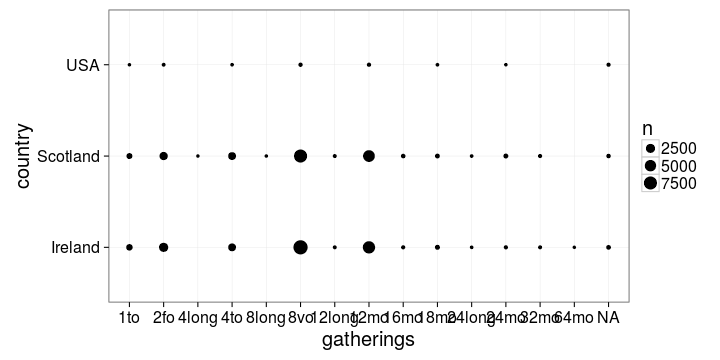 USA
Scotland
Ireland
country
1to 2fo 4long 4to 8long 8vo 12long 12mo 16mo 18mo 24long 24mo 32mo 64mo NA
gatherings
n
2500
5000
7500